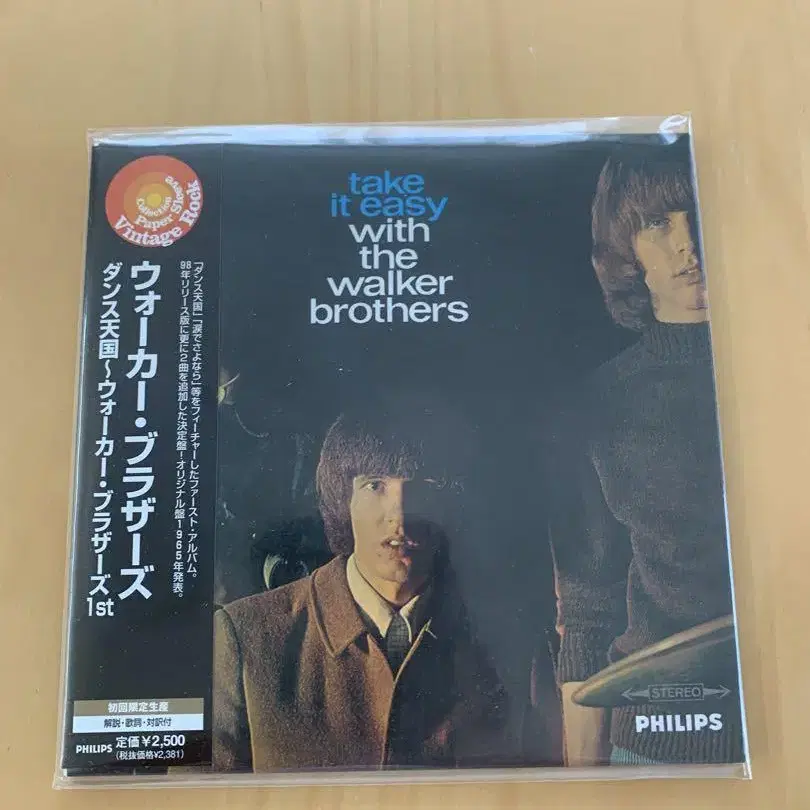 Vintage Rock
Paper Sleeve
Collection
ウォーカー・ブラザーズ
ダンス天国〜ウォーカー・ブラザーズ1st
「ダンス天国」「涙でさよなら」等をフィーチャーしたファースト・アルバム。
98年リリース版に更に2曲を追加した決定盤!オリジナル盤1965年発表。
初回限定生産
解説・歌詞・対訳付
PHILIPS 定価¥2,500
(税抜価格¥2,381)
take
it easy
with
the
walker
brothers
STEREO
PHILIPS